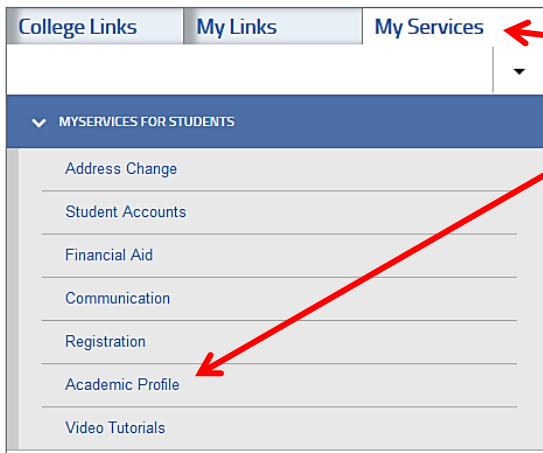 College Links My Links My Services
MYSERVICES FOR STUDENTS
Address Change
Student Accounts
Financial Aid
Communication
Registration
Academic Profile
Video Tutorials